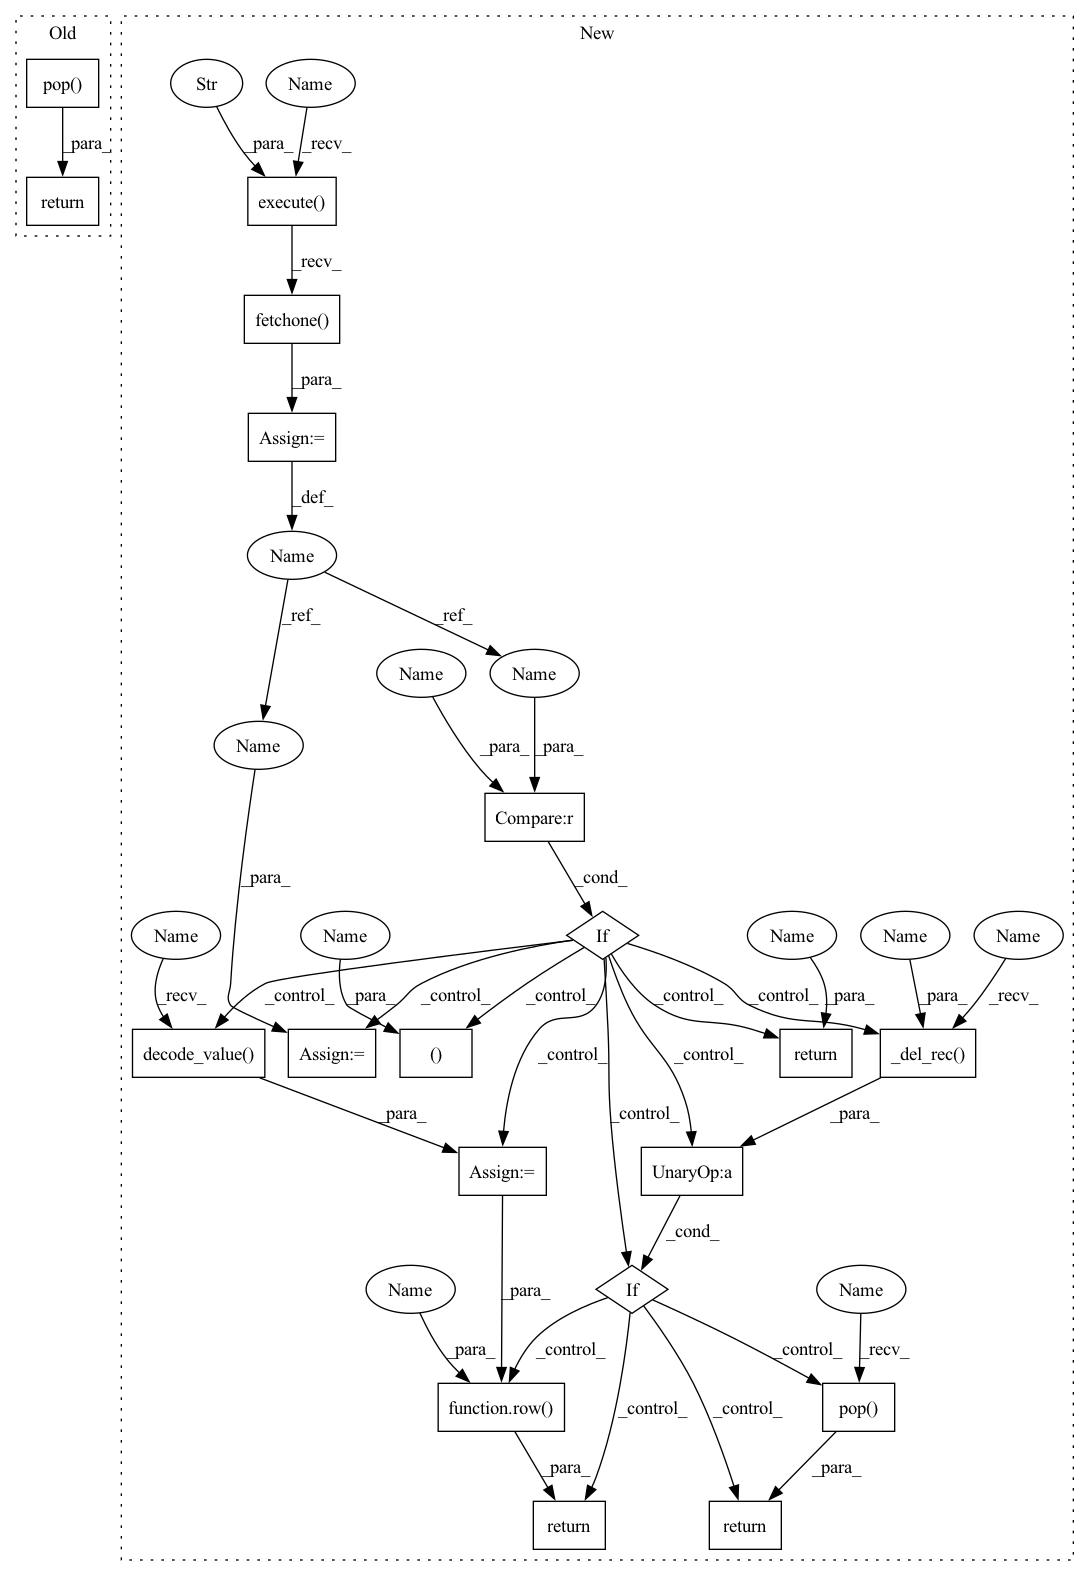 Old
New
pop()
Str
Name
_para_
_para_
_recv_
return
execute()
_recv_
fetchone()
_para_
Assign:=
_def_
Name
_ref_
_ref_
Name
Name
Name
_para_
_para_
Compare:r
_para_
_cond_
Name
Name
If
Name
Name
Name
_recv_
_control_
_para_
_control_
_control_
_control_
_control_
_para_
_para_
_recv_
decode_value()
Assign:=
()
_control_
_control_
return
_del_rec()
_para_
_control_
_para_
Assign:=
UnaryOp:a
_cond_
Name
_para_
If
Name
_para_
_control_
_control_
_recv_
function.row()
_control_
_control_
pop()
_para_
_para_
return
return